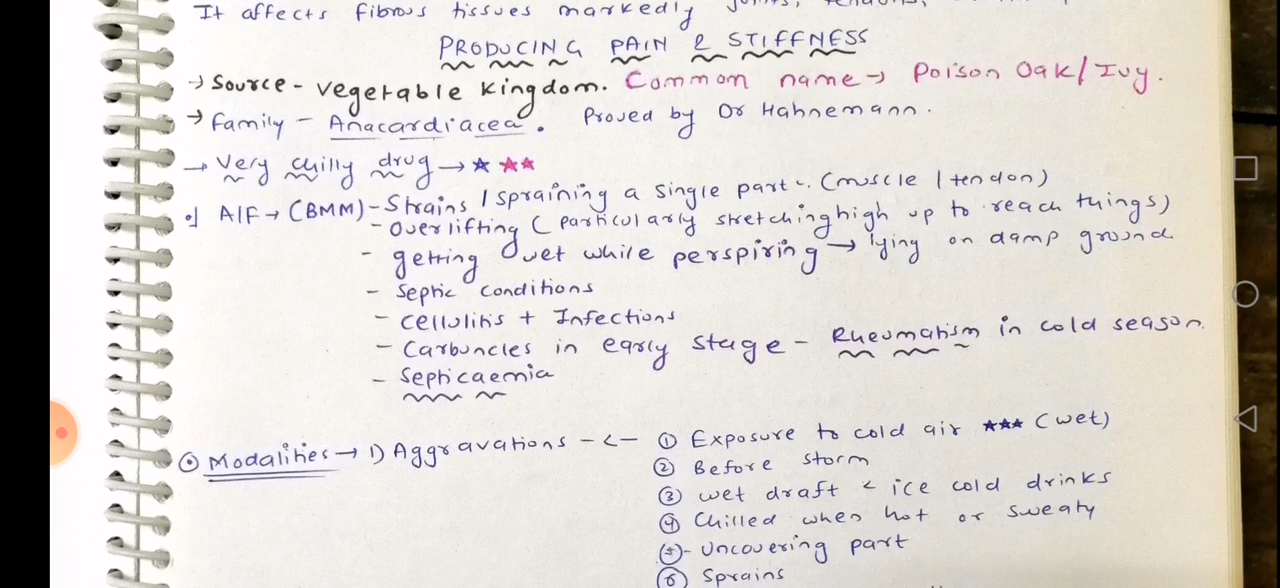 It affects fibrous tissues markedly joints, tendons,
PRODUCING PAIN & STIFFNESS
→ Source - vegetable kingdom. Common name → Poison Oak/Ivy.
→ family - Anacardiacea. Proved by Dr Hahnemann.
→ Very chilly drug → ★ ★★
A/F → (BMM) - Strains / spraining a single part (muscle / tendon)
- Overlifting (particularly stretching high up to reach things)
- getting wet while perspiring → lying on damp ground
- Septic conditions
- Cellulitis + Infections
- Carbuncles in early stage - Rheumatism in cold season.
- Septicaemia
⊙ Modalities → 1) Aggravations - < - ① Exposure to cold air ★★★ (wet)
② Before storm
③ wet draft < ice cold drinks
④ Chilled when hot or sweaty
- Uncovering part
⑥ Sprains